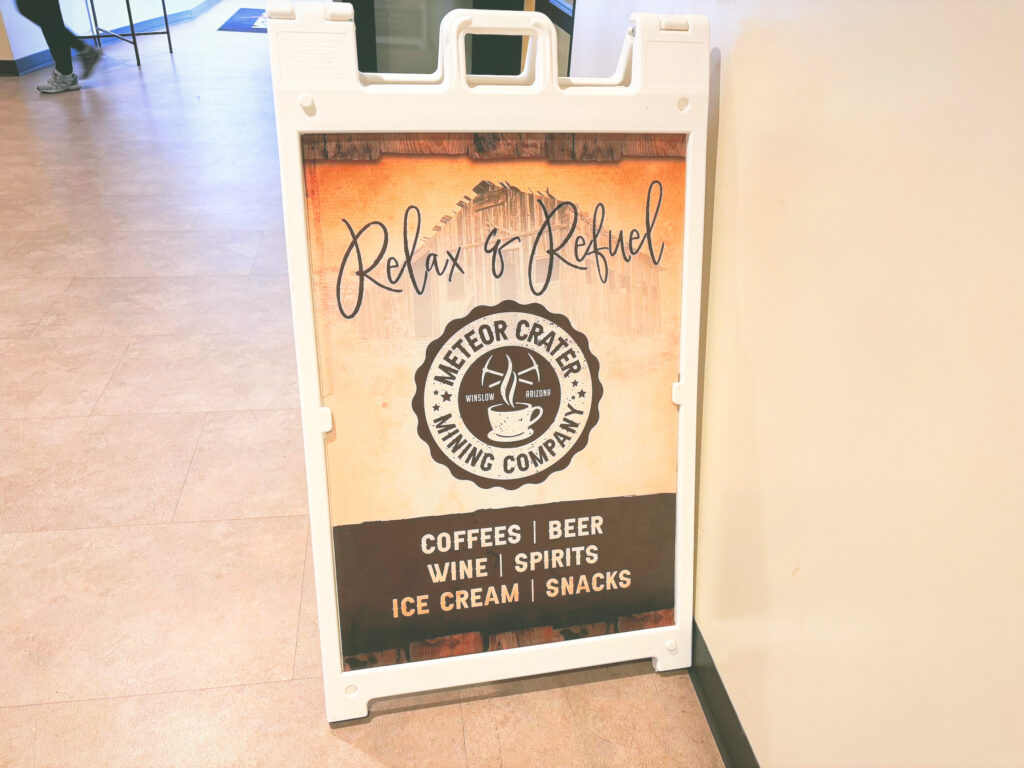 Relax & Refuel
METEOR CRATER
WINSLOW ARIZONA
MINING COMPANY
COFFEES | BEER
WINE | SPIRITS
ICE CREAM | SNACKS